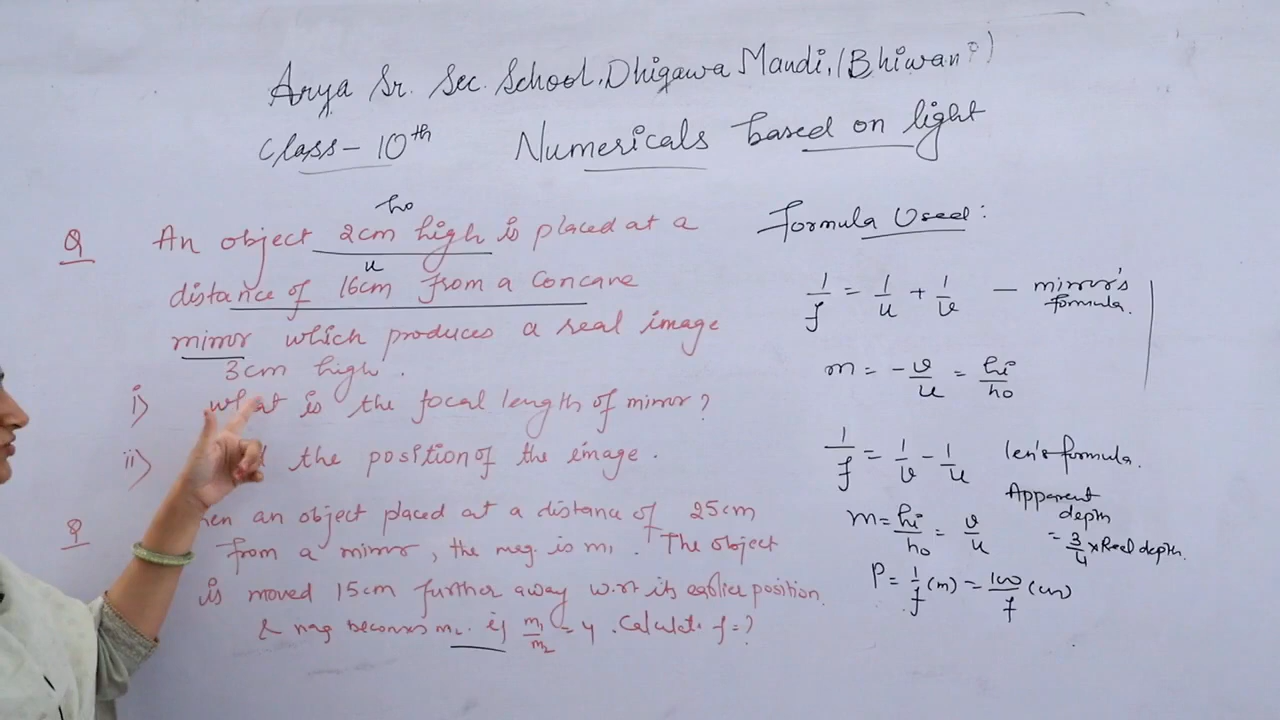 Arya Sr. Sec. School, Dhigawa Mandi, (Bhiwani)
Class - 10th Numericals based on light
ho
Q An object 2cm high is placed at a
u
distance of 16cm from a Concave
mirror which produces a real image
3cm high.
i) what is the focal length of mirror?
ii) the position of the image.
Q an object placed at a distance of 25cm
from a mirror, the mag. is m1. The object
is moved 15cm further away w.r.t its earlier position
& mag becomes m2. if m1/m2 = 4. Calculate f = ?
Formula Used:
1/f = 1/u + 1/v — mirror's formula.
m = -v/u = hi/ho
1/f = 1/v - 1/u len's formula.
Apparent depth
m = hi/ho = v/u = 3/4 x Real depth.
P = 1/f (m) = 100/f (cm)